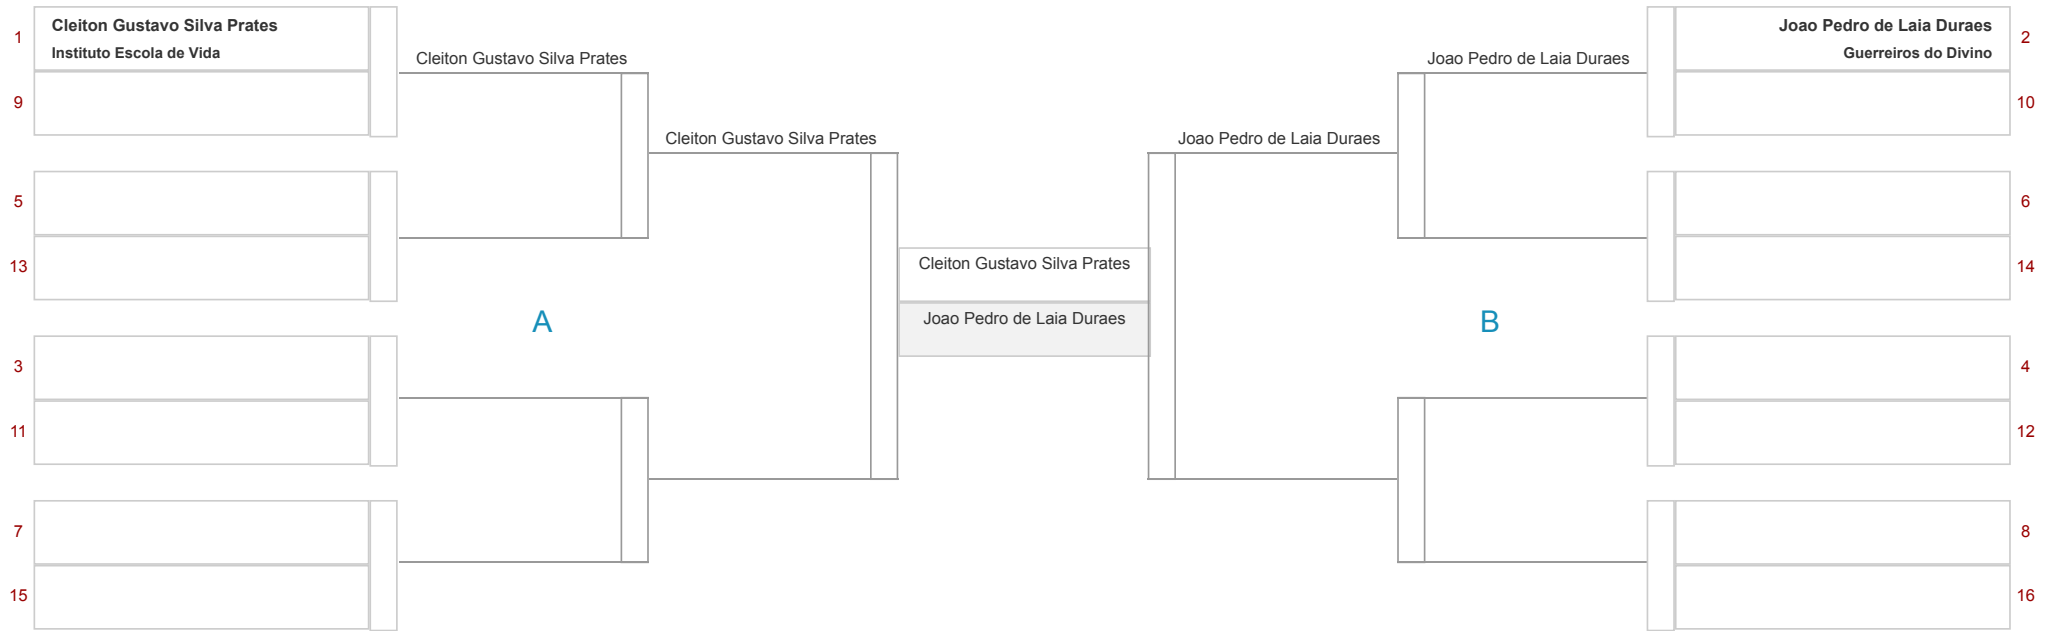 1
Cleiton Gustavo Silva Prates
Instituto Escola de Vida
9
5
13
3
11
7
15
Cleiton Gustavo Silva Prates
Cleiton Gustavo Silva Prates
A
Cleiton Gustavo Silva Prates
Joao Pedro de Laia Duraes
B
Joao Pedro de Laia Duraes
Joao Pedro de Laia Duraes
Joao Pedro de Laia Duraes
Guerreiros do Divino
2
10
6
14
4
12
8
16